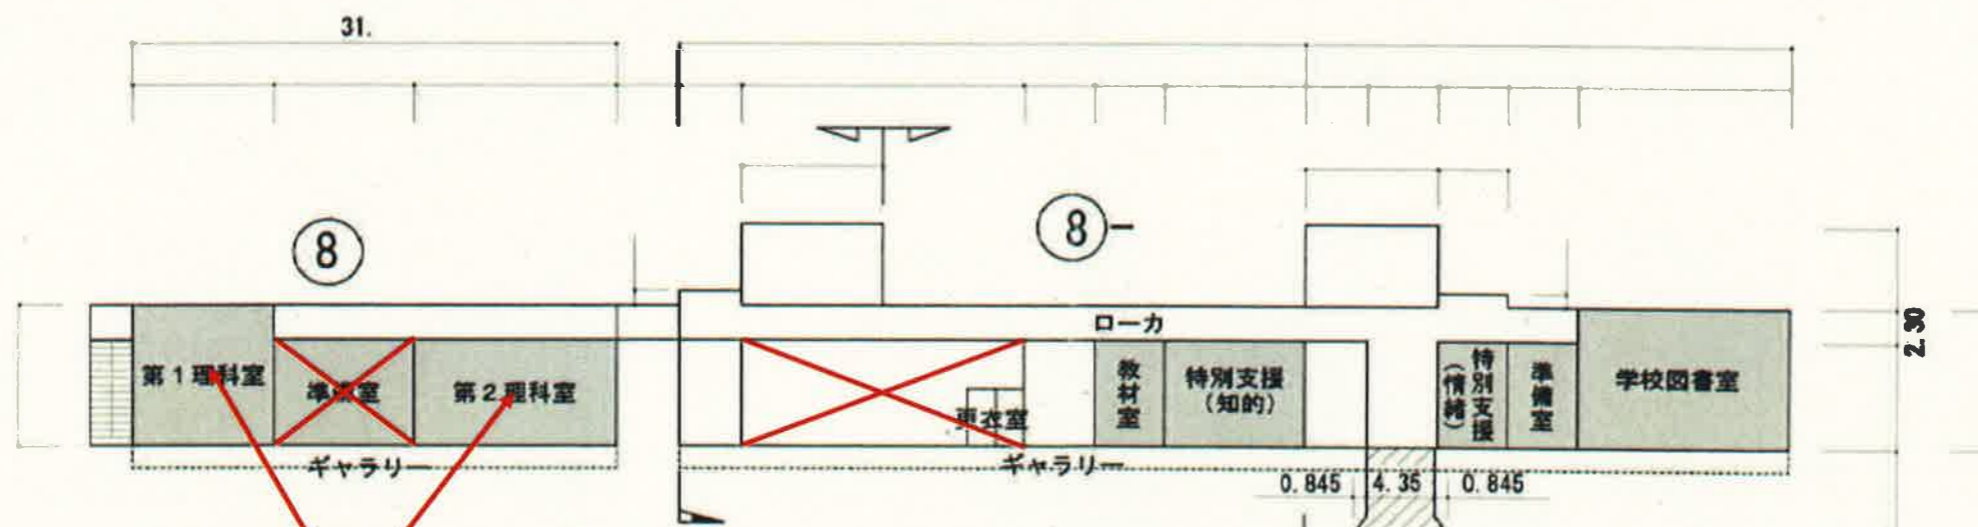 31.
⑧
⑧-
ローカ
2.30
第1理科室
準備室
第2理科室
更衣室
教材室
特別支援
(知的)
特別支援
(情緒)
準備室
学校図書室
ギャラリー
ギャラリー
0.845
4.35
0.845